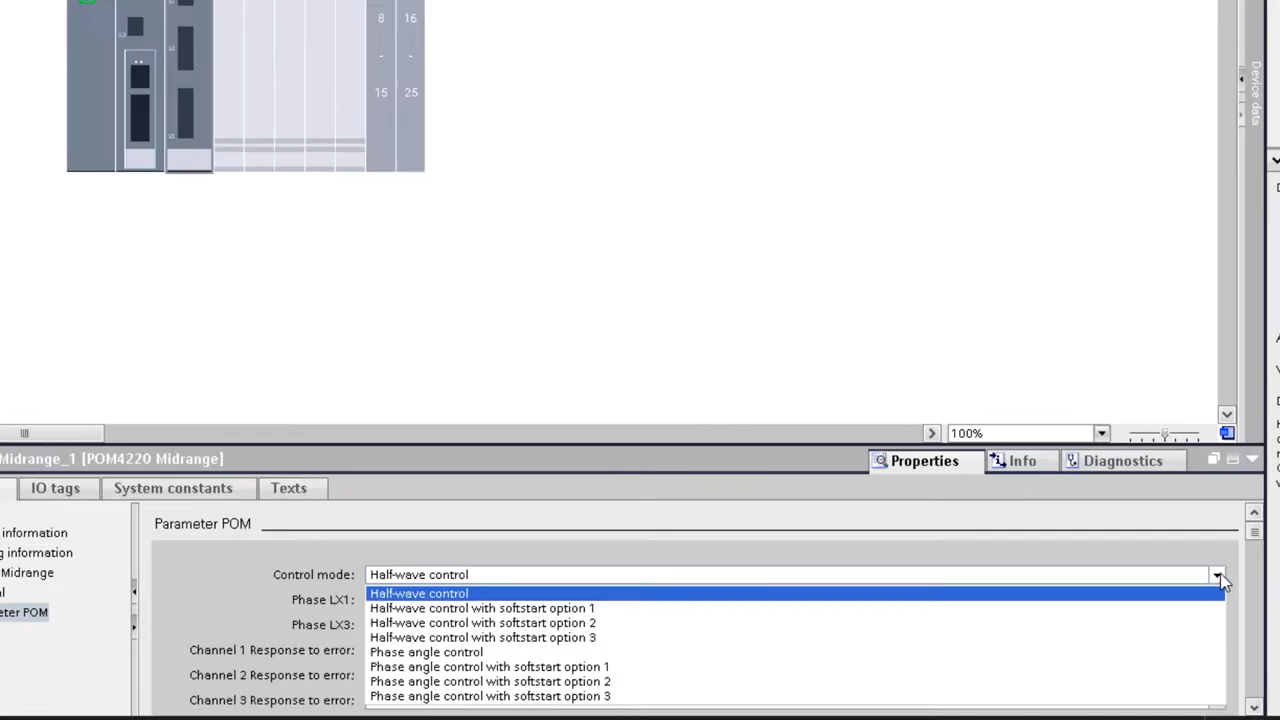 8 16
- -
15 25
Device data
100%
Midrange_1 [POM4220 Midrange]
Properties
Info
Diagnostics
IO tags
System constants
Texts
information
g information
Midrange
al
eter POM
Parameter POM
Control mode: Half-wave control
Half-wave control
Phase LX1:
Half-wave control with softstart option 1
Half-wave control with softstart option 2
Phase LX3:
Half-wave control with softstart option 3
Channel 1 Response to error:
Phase angle control
Phase angle control with softstart option 1
Channel 2 Response to error:
Phase angle control with softstart option 2
Channel 3 Response to error:
Phase angle control with softstart option 3